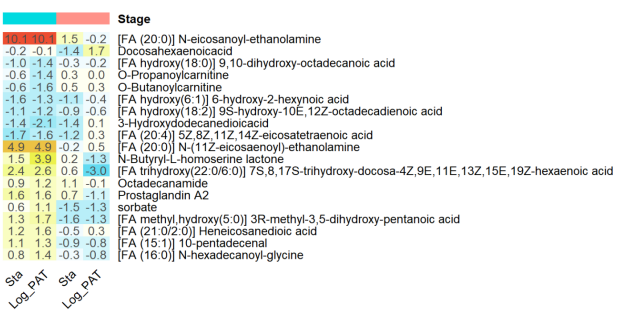 Stage
10.1 10.1 1.5 -0.2 [FA (20:0)] N-eicosanoyl-ethanolamine
-0.2 -0.1 -1.4 1.7 Docosahexaenoicacid
-1.0 -1.4 -0.3 -0.2 [FA hydroxy(18:0)] 9,10-dihydroxy-octadecanoic acid
-0.6 -1.4 0.3 0.0 O-Propanoylcarnitine
-0.6 -1.6 0.5 0.3 O-Butanoylcarnitine
-1.6 -1.3 -1.1 -0.4 [FA hydroxy(6:1)] 6-hydroxy-2-hexynoic acid
-1.1 -1.2 -0.9 -0.6 [FA hydroxy(18:2)] 9S-hydroxy-10E,12Z-octadecadienoic acid
-1.4 -2.1 -1.4 0.1 3-Hydroxydodecanedioicacid
-1.7 -1.6 -1.2 0.3 [FA (20:4)] 5Z,8Z,11Z,14Z-eicosatetraenoic acid
4.9 4.9 -0.2 0.5 [FA (20:0)] N-(11Z-eicosaenoyl)-ethanolamine
1.5 3.9 0.2 -1.3 N-Butyryl-L-homoserine lactone
2.4 2.6 0.6 -3.0 [FA trihydroxy(22:0/6:0)] 7S,8,17S-trihydroxy-docosa-4Z,9E,11E,13Z,15E,19Z-hexaenoic acid
0.9 1.2 1.1 -0.1 Octadecanamide
1.6 1.6 0.7 -1.1 Prostaglandin A2
0.6 1.1 -1.5 -1.3 sorbate
1.3 1.7 -1.6 -1.3 [FA methyl,hydroxy(5:0)] 3R-methyl-3,5-dihydroxy-pentanoic acid
1.2 1.6 -0.5 0.3 [FA (21:0/2:0)] Heneicosanedioic acid
1.1 1.3 -0.9 -0.8 [FA (15:1)] 10-pentadecenal
0.8 1.4 -0.3 -0.8 [FA (16:0)] N-hexadecanoyl-glycine
Sta Log_PAT Sta Log_PAT